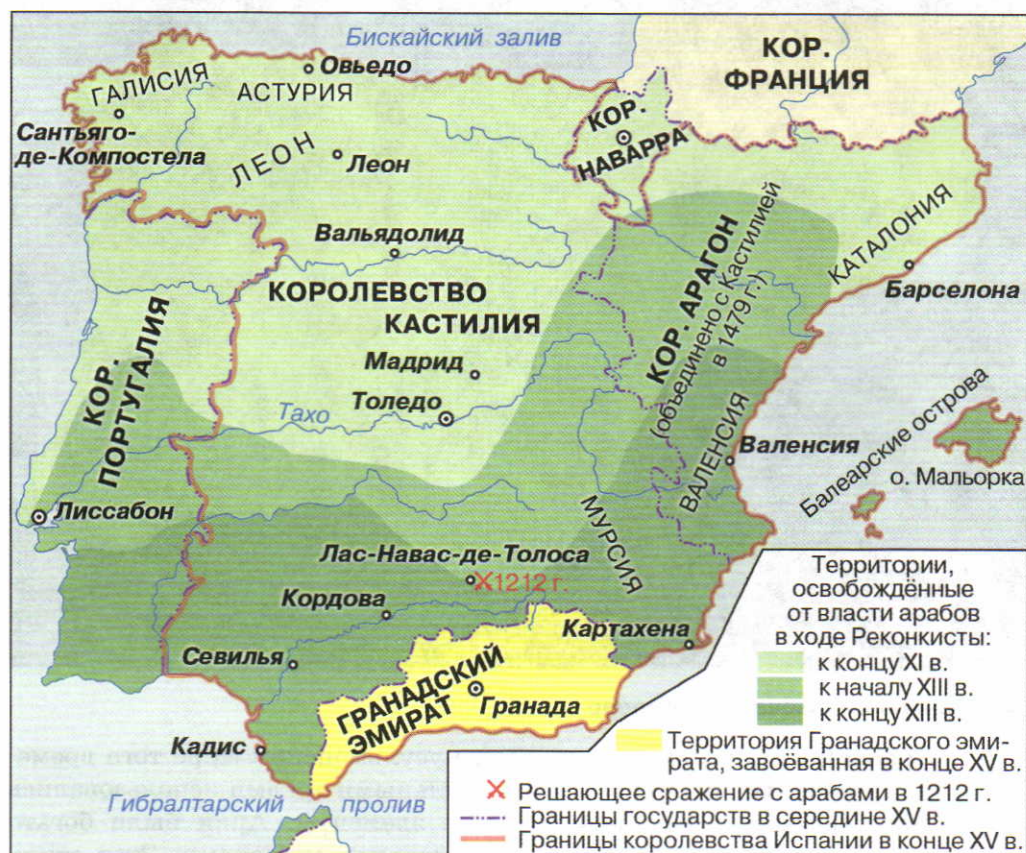 Бискайский залив
КОР.
ФРАНЦИЯ
Овьедо
ГАЛИСИЯ
АСТУРИЯ
Сантьяго-
де-Компостела
ЛЕОН
Леон
КОР.
НАВАРРА
Вальядолид
КАТАЛОНИЯ
Барселона
КОРОЛЕВСТВО
КАСТИЛИЯ
КОР. АРАГОН
(объединено с Кастилией
в 1479 г.)
Мадрид
Толедо
Тахо
КОР.
ПОРТУГАЛИЯ
Лиссабон
ВАЛЕНСИЯ
Валенсия
Балеарские острова
о. Мальорка
МУРСИЯ
Лас-Навас-де-Толоса
1212 г.
Кордова
Картахена
Севилья
ГРАНАДСКИЙ
ЭМИРАТ
Гранада
Кадис
Гибралтарский пролив
Территории,
освобождённые
от власти арабов
в ходе Реконкисты:
к концу XI в.
к началу XIII в.
к концу XIII в.
Территория Гранадского эми-
рата, завоёванная в конце XV в.
Решающее сражение с арабами в 1212 г.
Границы государств в середине XV в.
Границы королевства Испании в конце XV в.